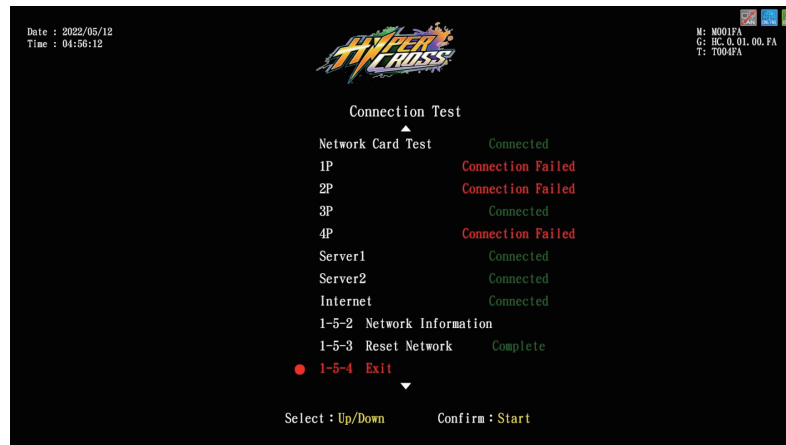 Date : 2022/05/12
Time : 04:56:12
HYPER
CROSS
M: M001FA
G: HC.0.01.00.FA
T: T004FA
Connection Test
Network Card Test Connected
1P Connection Failed
2P Connection Failed
3P Connected
4P Connection Failed
Server1 Connected
Server2 Connected
Internet Connected
1-5-2 Network Information
1-5-3 Reset Network Complete
1-5-4 Exit
Select：Up/Down Confirm：Start